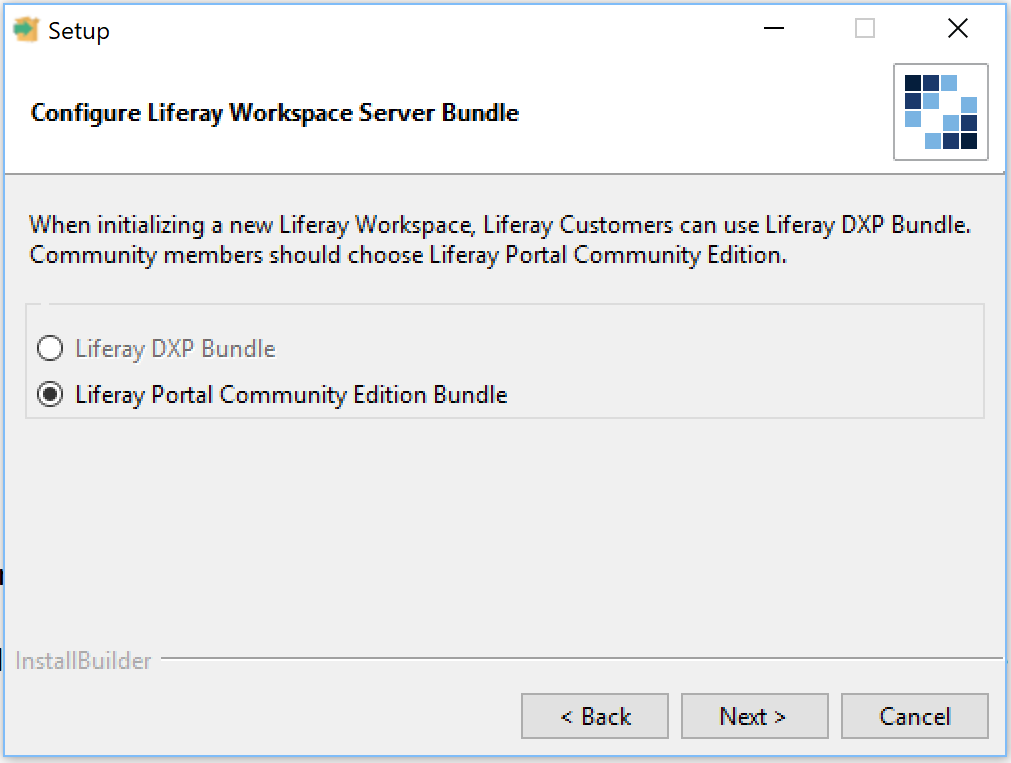 Setup
Configure Liferay Workspace Server Bundle
When initializing a new Liferay Workspace, Liferay Customers can use Liferay DXP Bundle.
Community members should choose Liferay Portal Community Edition.
Liferay DXP Bundle
Liferay Portal Community Edition Bundle
InstallBuilder
< Back
Next >
Cancel